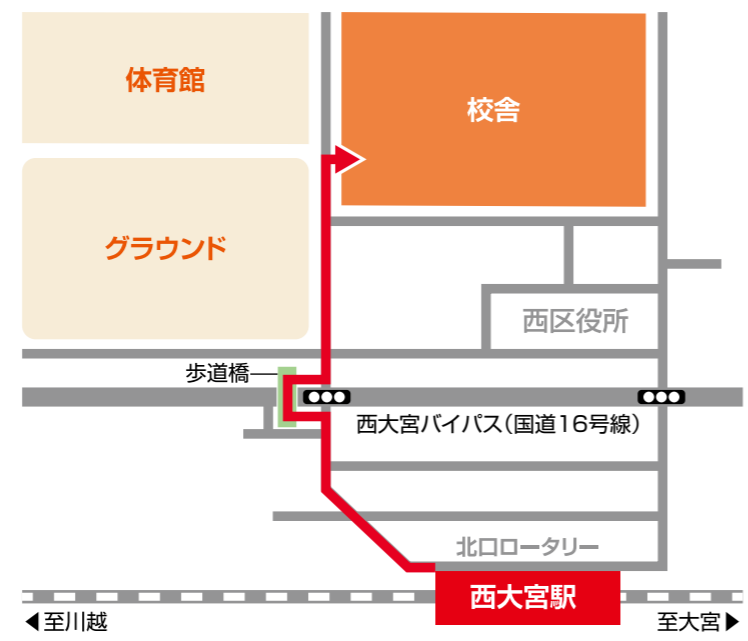 体育館
校舎
グラウンド
西区役所
歩道橋
西大宮バイパス（国道16号線）
北口ロータリー
西大宮駅
◀至川越
至大宮▶